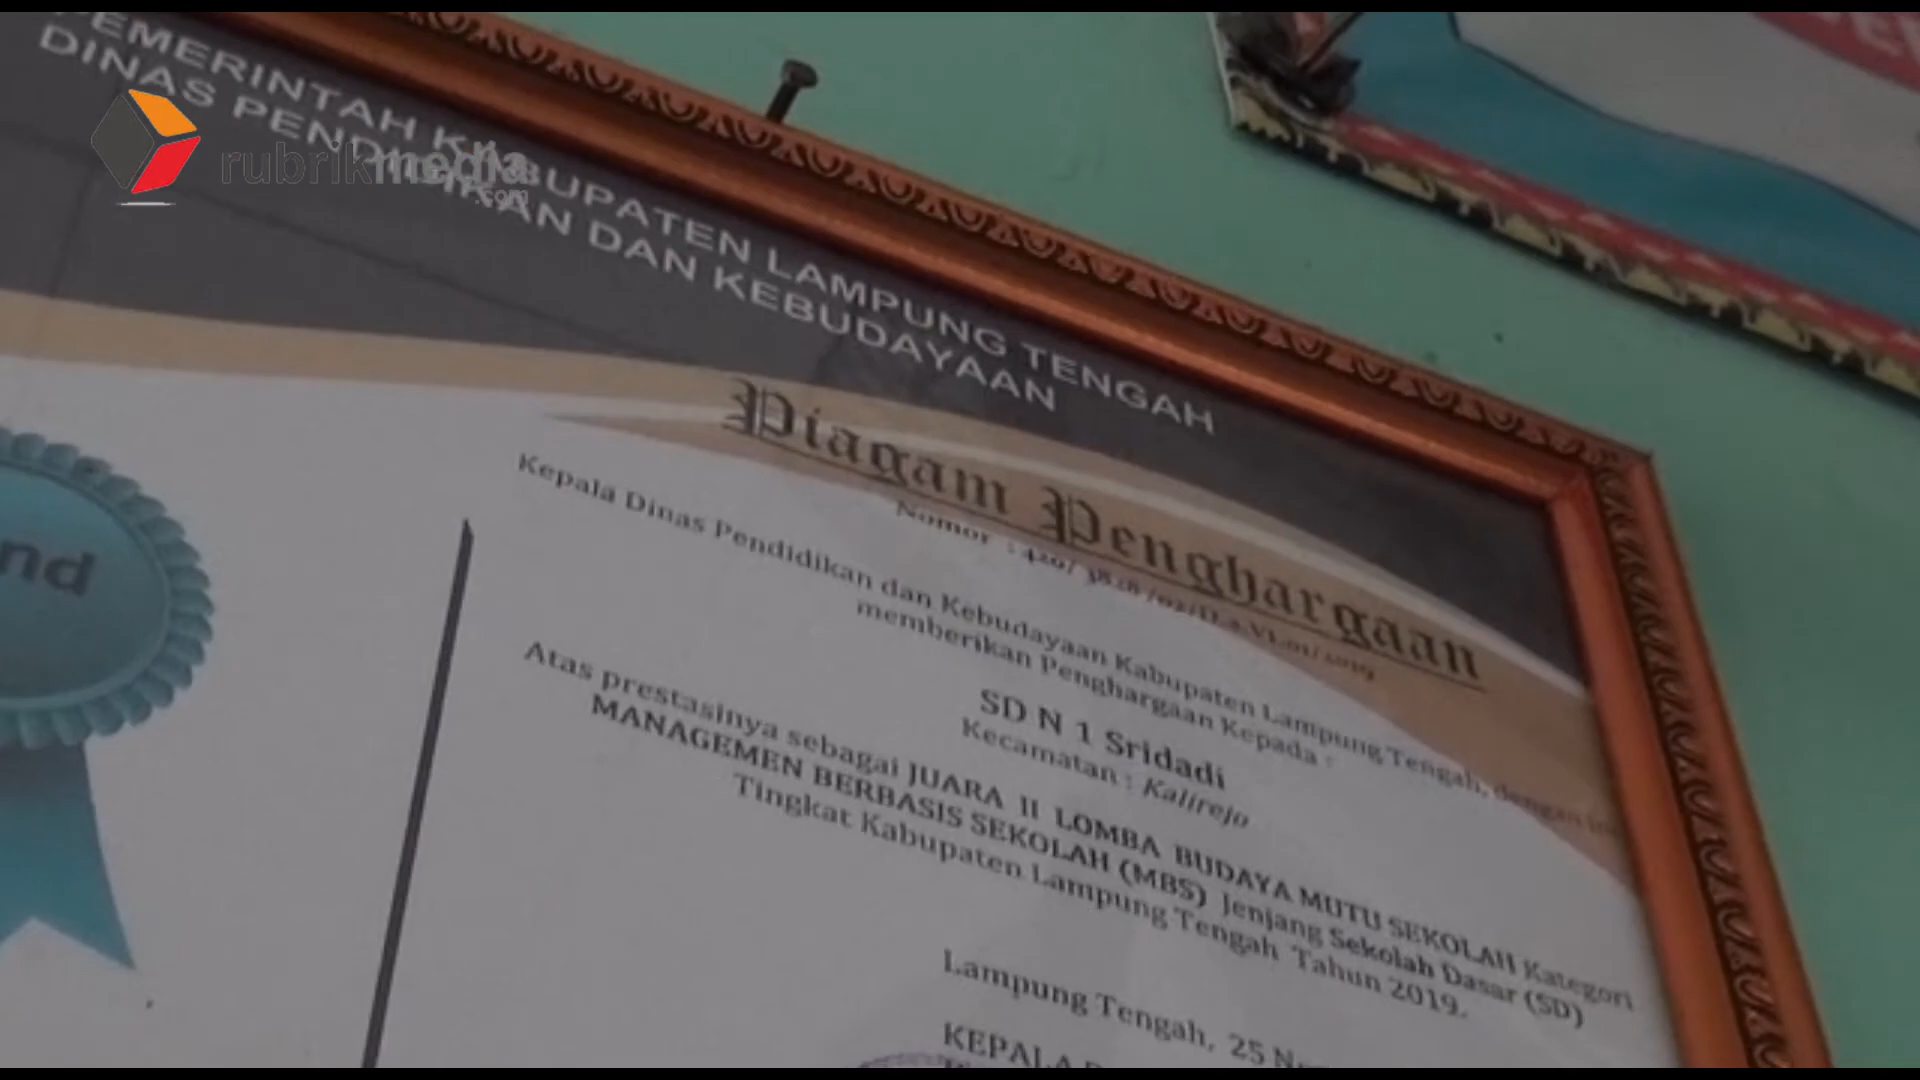 PEMERINTAH KABUPATEN LAMPUNG TENGAH
DINAS PENDIDIKAN DAN KEBUDAYAAN
rubrikmedia
.com
Piagam Penghargaan
Nomor : 420/
Kepala Dinas Pendidikan dan Kebudayaan Kabupaten Lampung Tengah, dengan
memberikan Penghargaan Kepada :
SD N 1 Sridadi
Kecamatan : Kalirejo
Atas prestasinya sebagai JUARA II LOMBA BUDAYA MUTU SEKOLAH Kategori
MANAGEMEN BERBASIS SEKOLAH (MBS) Jenjang Sekolah Dasar (SD)
Tingkat Kabupaten Lampung Tengah Tahun 2019.
Lampung Tengah, 25
KEPALA
nd